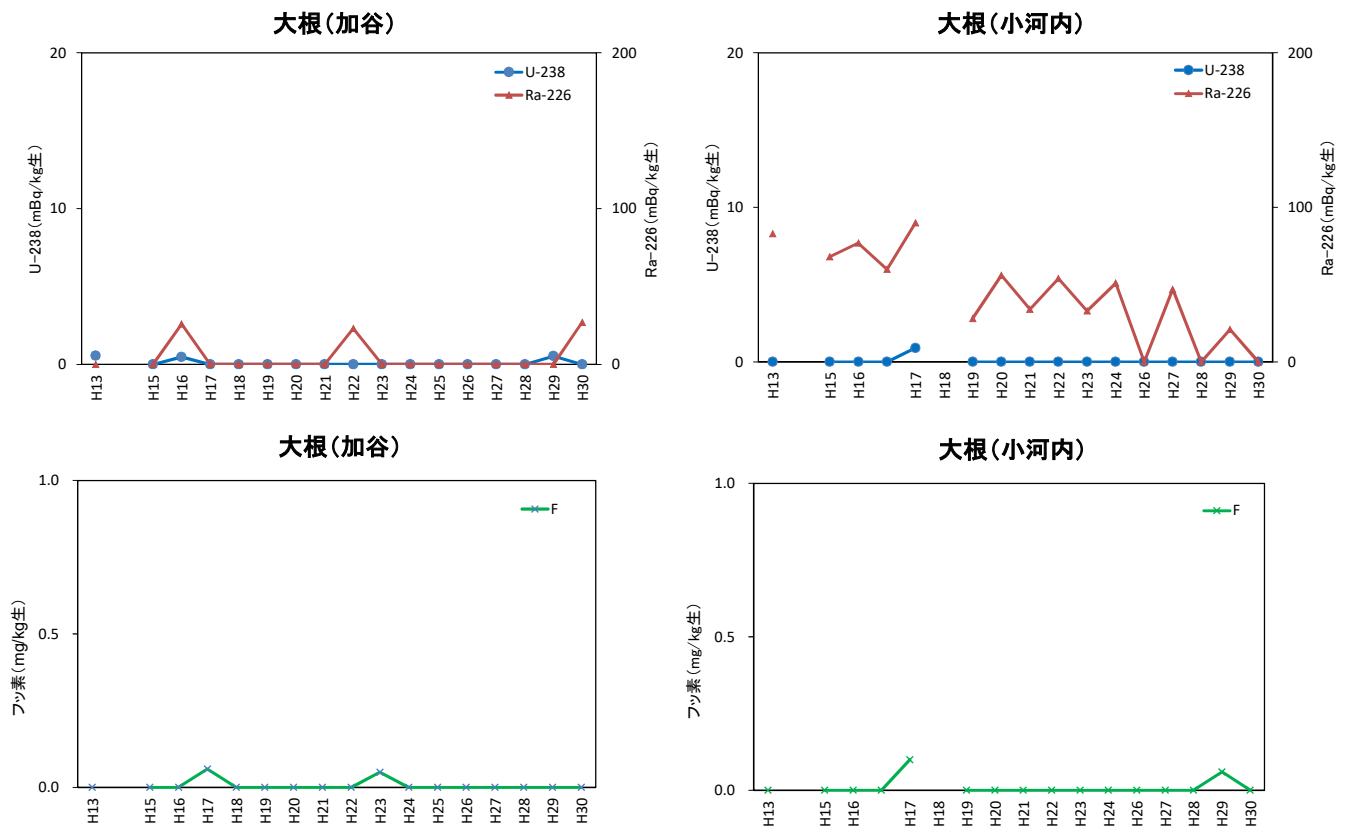 大根(加谷)
20
10
0
U-238(mBq/kg生)
200
100
0
Ra-226(mBq/kg生)
U-238
Ra-226
H13
H15
H16
H17
H18
H19
H20
H21
H22
H23
H24
H25
H26
H27
H28
H29
H30
大根(小河内)
20
10
0
U-238(mBq/kg生)
200
100
0
Ra-226(mBq/kg生)
U-238
Ra-226
H13
H15
H16
H17
H18
H19
H20
H21
H22
H23
H24
H26
H27
H28
H29
H30
大根(加谷)
1.0
0.5
0.0
フッ素(mg/kg生)
F
H13
H15
H16
H17
H18
H19
H20
H21
H22
H23
H24
H25
H26
H27
H28
H29
H30
大根(小河内)
1.0
0.5
0.0
フッ素(mg/kg生)
F
H13
H15
H16
H17
H18
H19
H20
H21
H22
H23
H24
H26
H27
H28
H29
H30